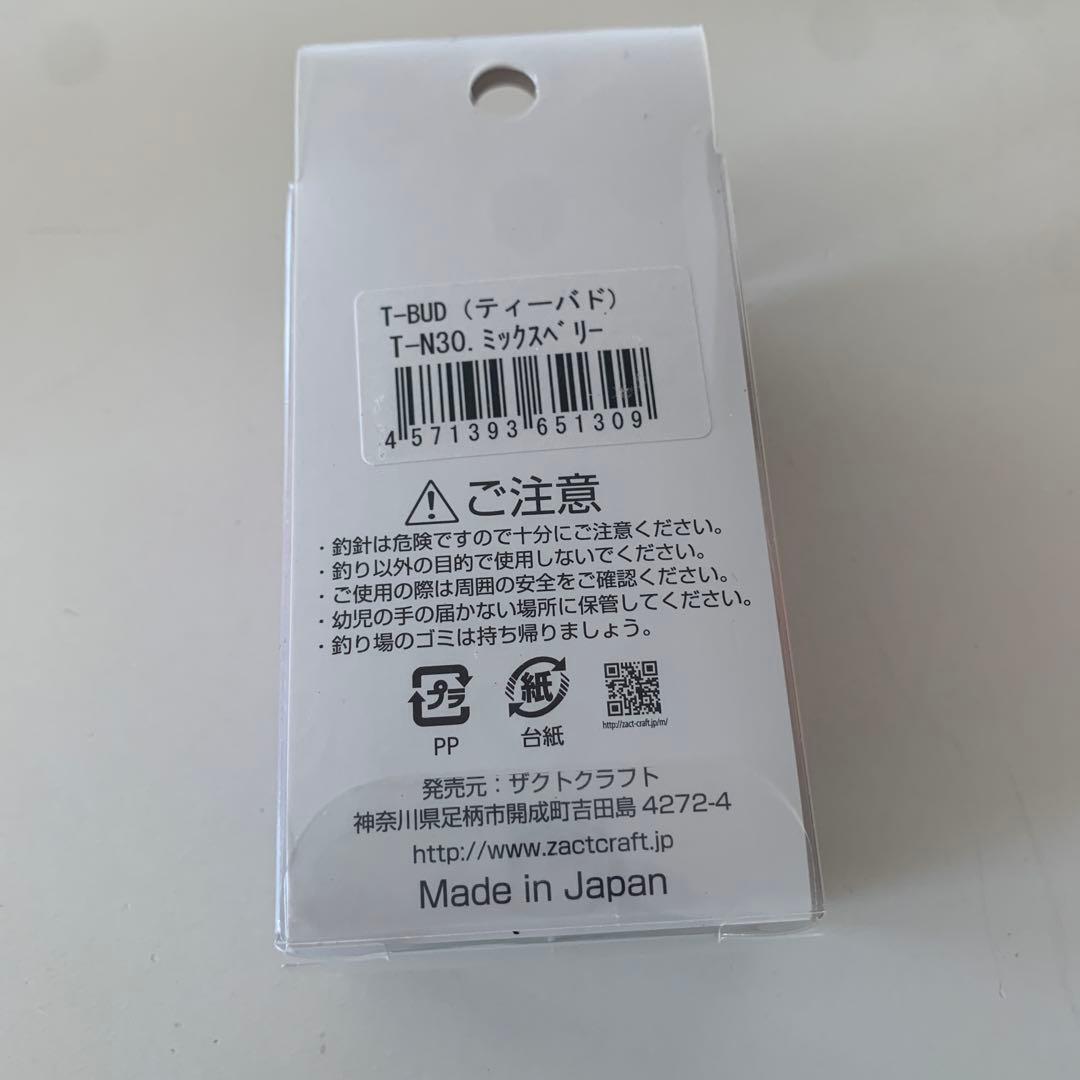 T-BUD（ティーバド）
T-N30.ミックスベリー
4 571393 651309
ご注意
・釣針は危険ですので十分にご注意ください。
・釣り以外の目的で使用しないでください。
・ご使用の際は周囲の安全をご確認ください。
・幼児の手の届かない場所に保管してください。
・釣り場のゴミは持ち帰りましょう。
プラ 紙
PP 台紙 http://zact-craft.jp/m/
発売元：ザクトクラフト
神奈川県足柄市開成町吉田島 4272-4
http://www.zactcraft.jp
Made in Japan